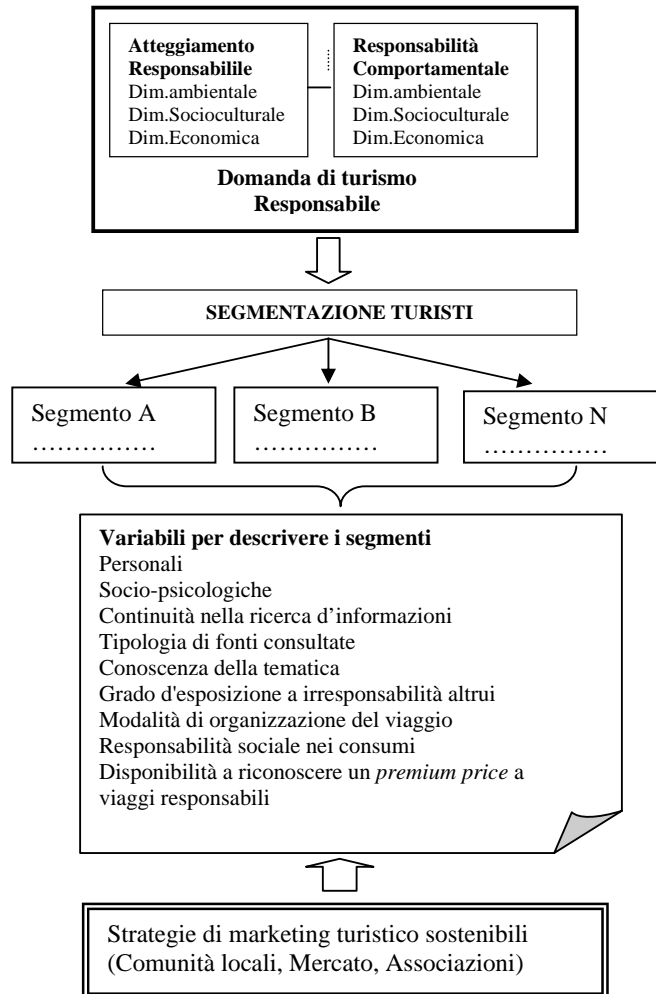 Atteggiamento
Responsabilile
Dim.ambientale
Dim.Socioculturale
Dim.Economica
Responsabilità
Comportamentale
Dim.ambientale
Dim.Socioculturale
Dim.Economica
Domanda di turismo
Responsabile
SEGMENTAZIONE TURISTI
Segmento A
……………
Segmento B
……………
Segmento N
……………
Variabili per descrivere i segmenti
Personali
Socio-psicologiche
Continuità nella ricerca d’informazioni
Tipologia di fonti consultate
Conoscenza della tematica
Grado d'esposizione a irresponsabilità altrui
Modalità di organizzazione del viaggio
Responsabilità sociale nei consumi
Disponibilità a riconoscere un premium price a
viaggi responsabili
Strategie di marketing turistico sostenibili
(Comunità locali, Mercato, Associazioni)